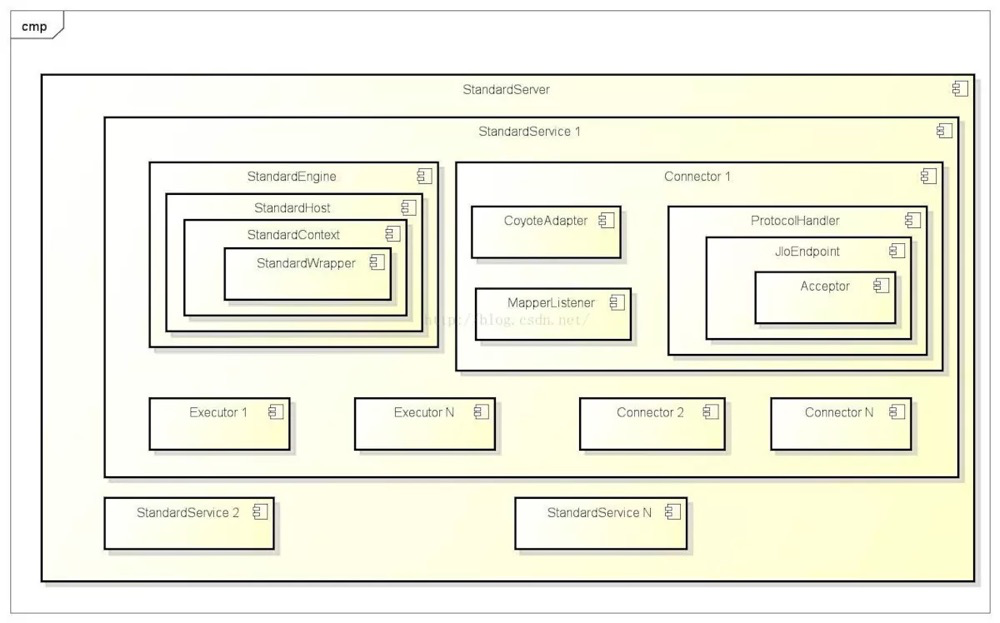 cmp
StandardServer
StandardService 1
StandardEngine
StandardHost
StandardContext
StandardWrapper
Connector 1
CoyoteAdapter
MapperListener
ProtocolHandler
JIoEndpoint
Acceptor
http://blog.csdn.net/
Executor 1
Executor N
Connector 2
Connector N
StandardService 2
StandardService N